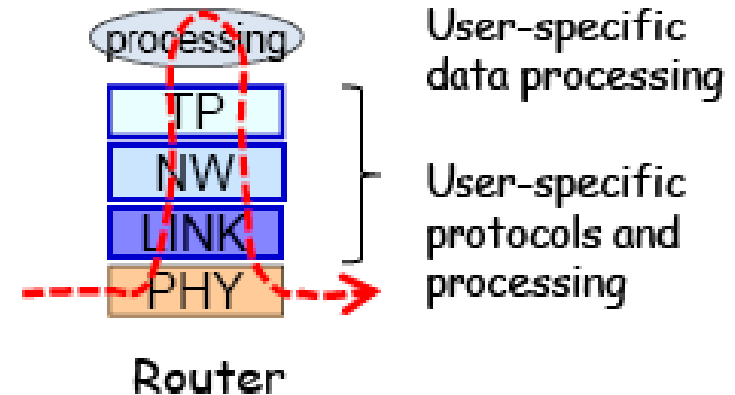 processing
TP
NW
LINK
PHY
Router
User-specific
data processing
User-specific
protocols and
processing